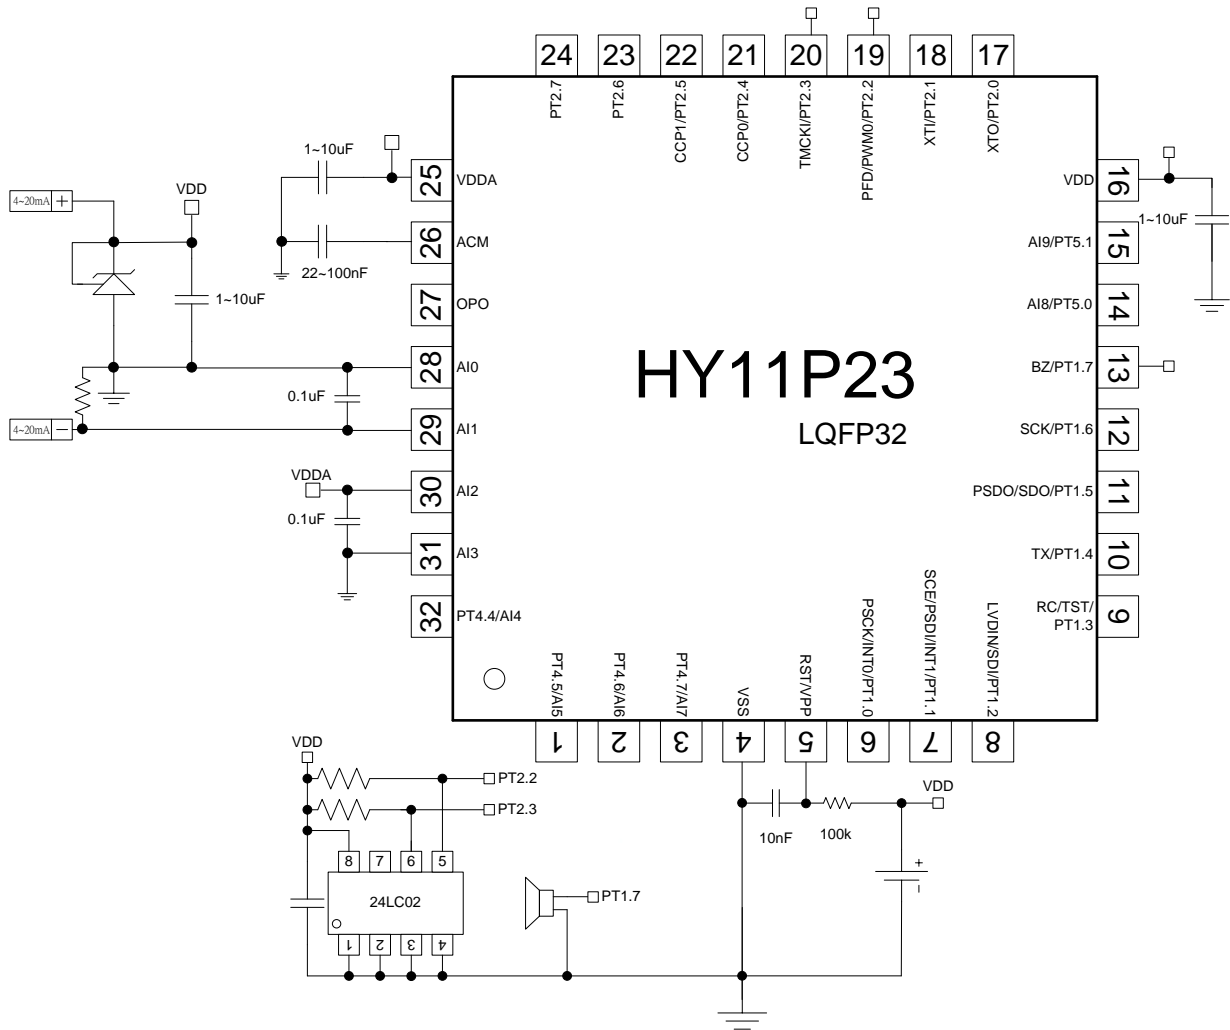 24 23 22 21 20 19 18 17
PT2.7
PT2.6
CCP1/PT2.5
CCP0/PT2.4
TMCKI/PT2.3
PFD/PWM0/PT2.2
XTI/PT2.1
XTO/PT2.0
25 VDDA
26 ACM
27 OPO
28 AI0
29 AI1
30 AI2
31 AI3
32 PT4.4/AI4
1~10uF
22~100nF
4~20mA +
VDD
1~10uF
0.1uF
4~20mA −
VDDA
0.1uF
HY11P23
LQFP32
VDD 16
AI9/PT5.1 15
AI8/PT5.0 14
BZ/PT1.7 13
SCK/PT1.6 12
PSDO/SDO/PT1.5 11
TX/PT1.4 10
RC/TST/
PT1.3 9
1~10uF
PT4.5/AI5
PT4.6/AI6
PT4.7/AI7
VSS
RST/VPP
PSCK/INT0/PT1.0
SCE/PSDI/INT1/PT1.1
LVDIN/SDI/PT1.2
1 2 3 4 5 6 7 8
VDD
PT2.2
PT2.3
8 7 6 5
24LC02
1 2 3 4
PT1.7
10nF
100k
VDD
+
-